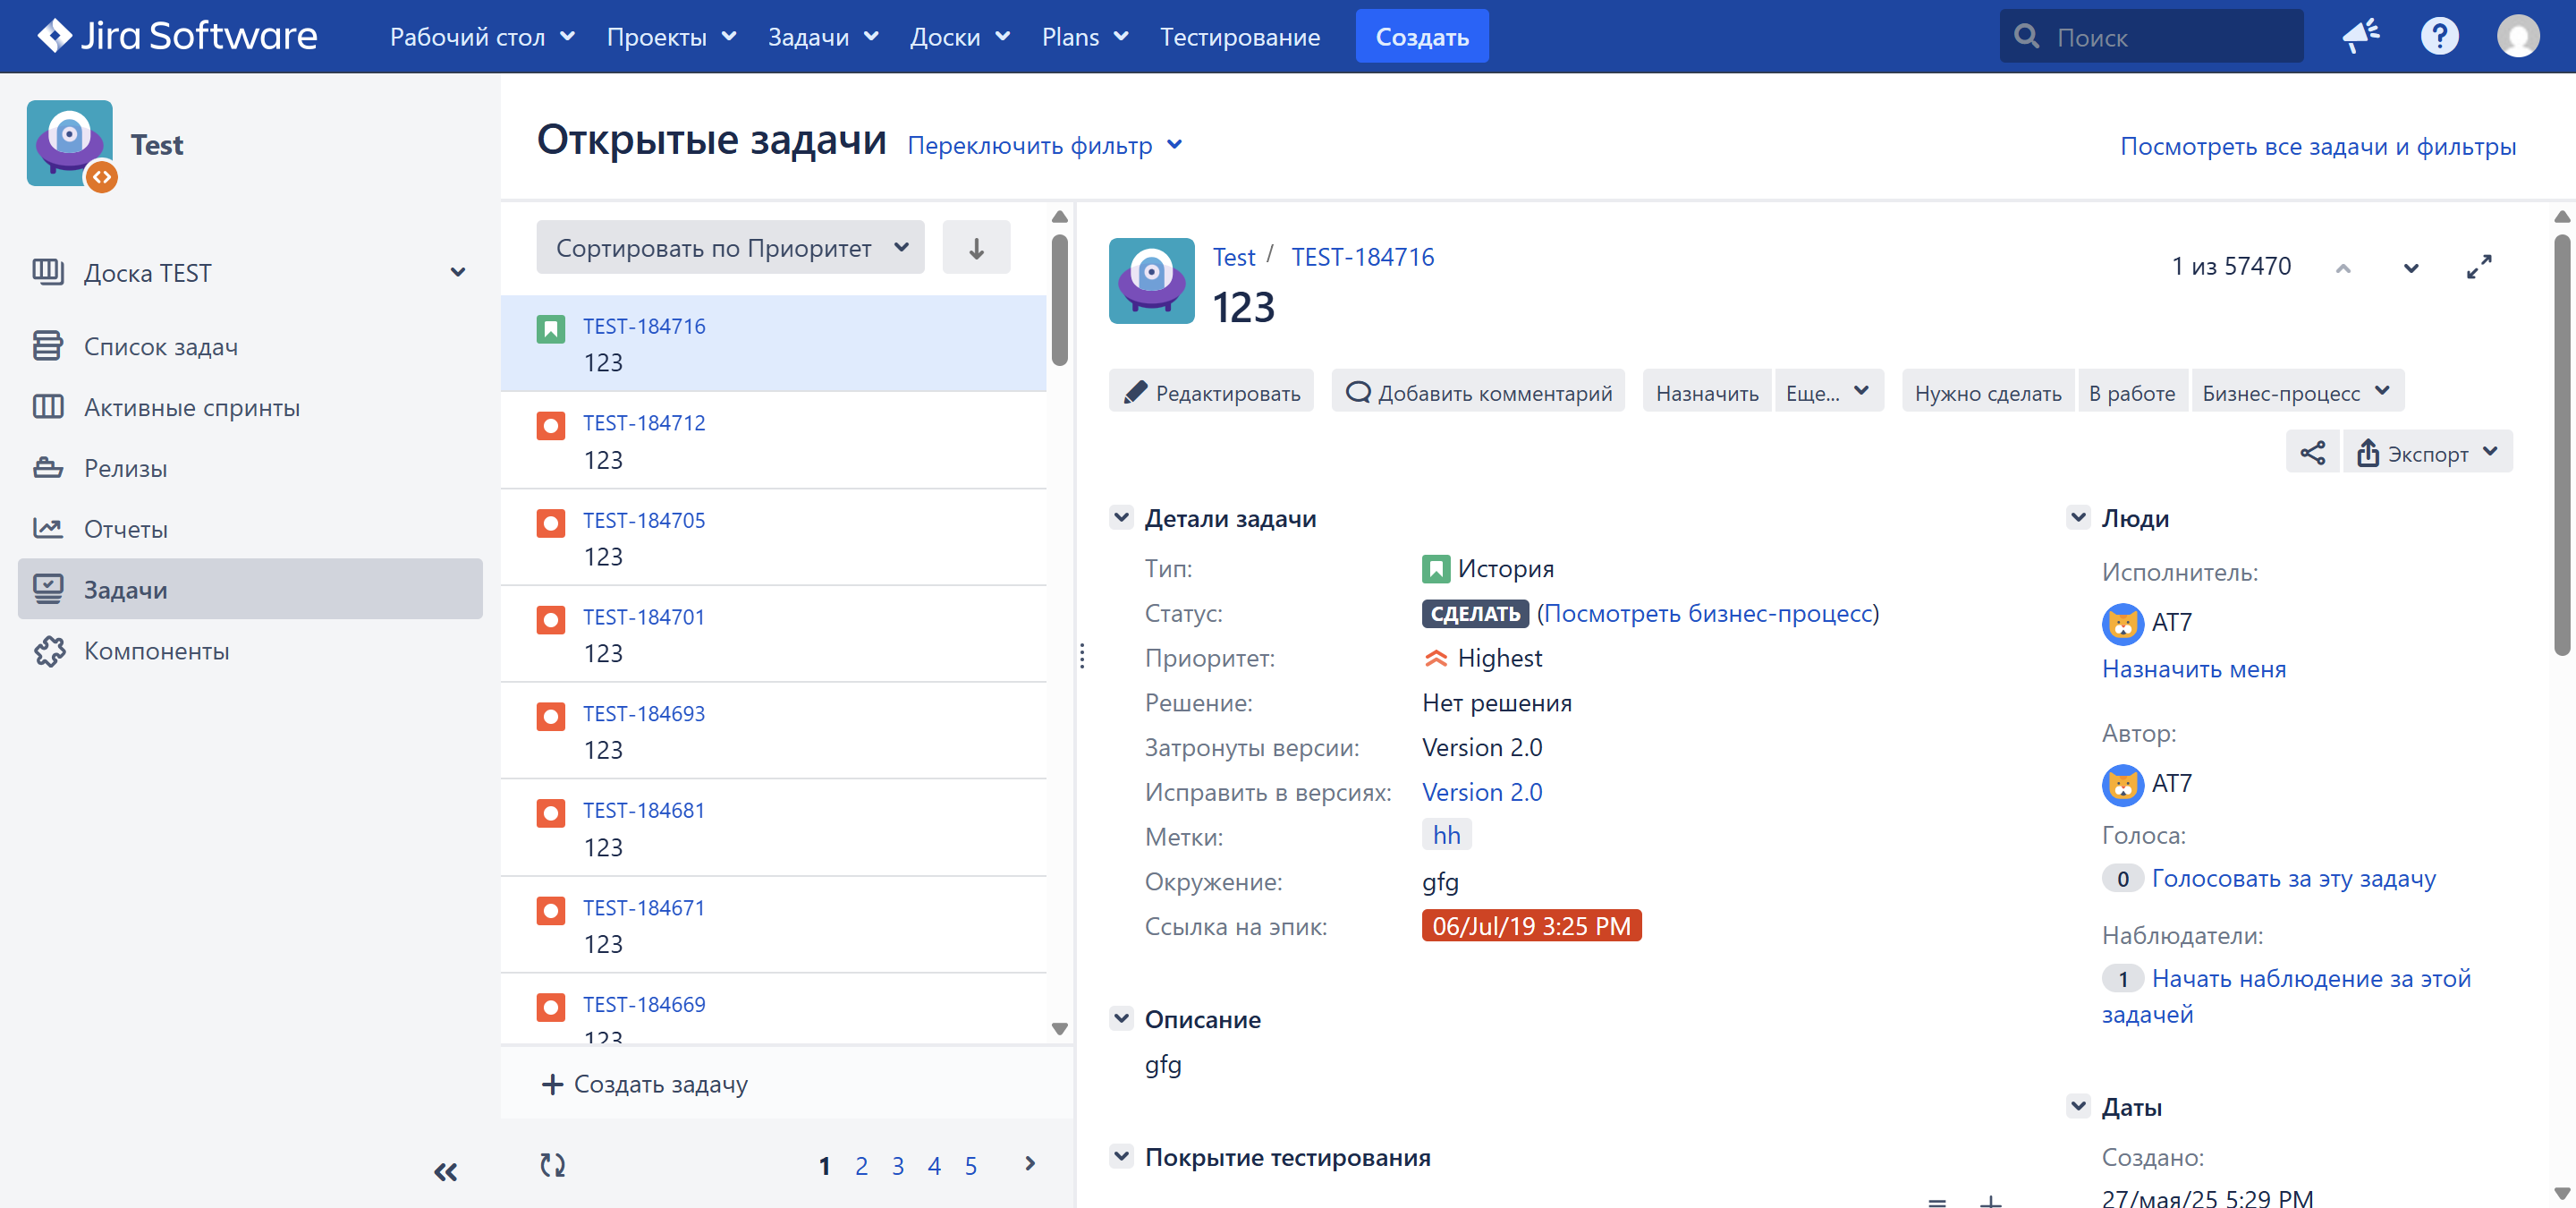 Jira Software
Рабочий стол
Проекты
Задачи
Доски
Plans
Тестирование
Создать
Поиск
Test
Доска TEST
Список задач
Активные спринты
Релизы
Отчеты
Задачи
Компоненты
Открытые задачи
Переключить фильтр
Посмотреть все задачи и фильтры
Сортировать по Приоритет
TEST-184716
123
TEST-184712
123
TEST-184705
123
TEST-184701
123
TEST-184693
123
TEST-184681
123
TEST-184671
123
TEST-184669
123
Создать задачу
1 2 3 4 5
Test / TEST-184716
123
1 из 57470
Редактировать
Добавить комментарий
Назначить
Еще...
Нужно сделать
В работе
Бизнес-процесс
Экспорт
Детали задачи
Тип: История
Статус: СДЕЛАТЬ (Посмотреть бизнес-процесс)
Приоритет: Highest
Решение: Нет решения
Затронуты версии: Version 2.0
Исправить в версиях: Version 2.0
Метки: hh
Окружение: gfg
Ссылка на эпик: 06/Jul/19 3:25 PM
Описание
gfg
Покрытие тестирования
Люди
Исполнитель:
AT7
Назначить меня
Автор:
AT7
Голоса:
0 Голосовать за эту задачу
Наблюдатели:
1 Начать наблюдение за этой
задачей
Даты
Создано:
27/май/25 5:29 PM